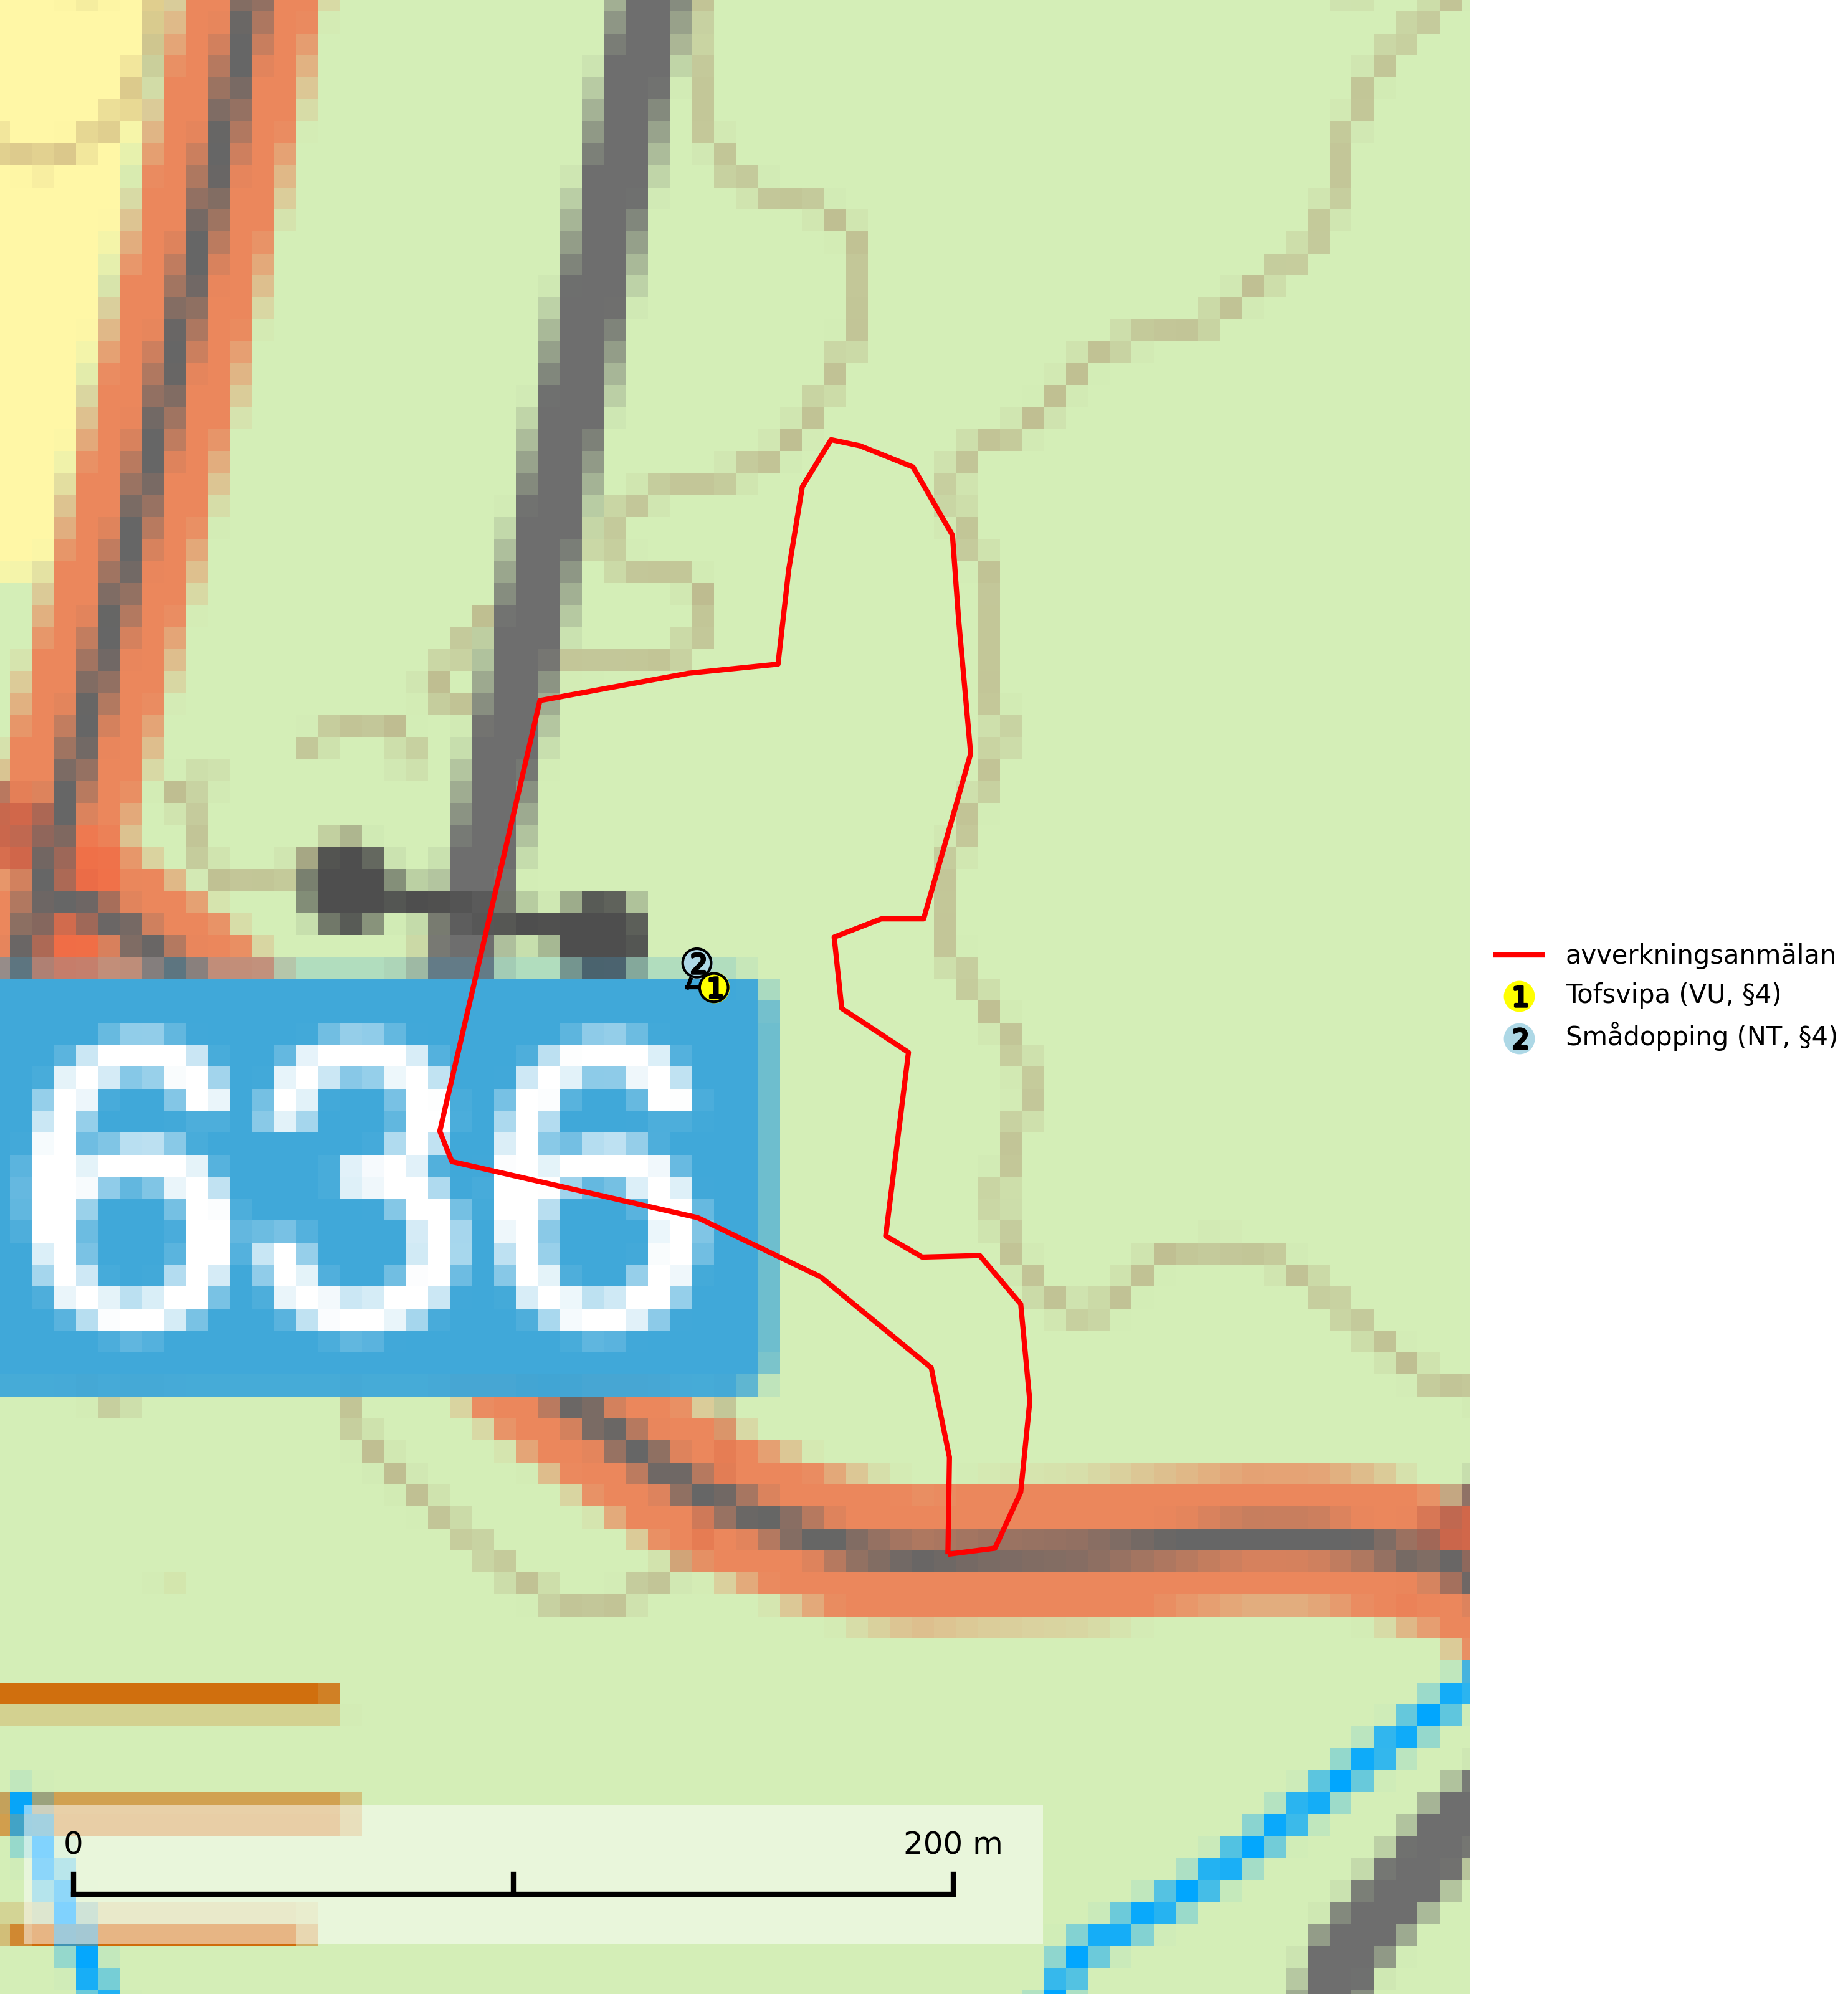 2
1
636
avverkningsanmälan
1 Tofsvipa (VU, §4)
2 Smådopping (NT, §4)
0 200 m